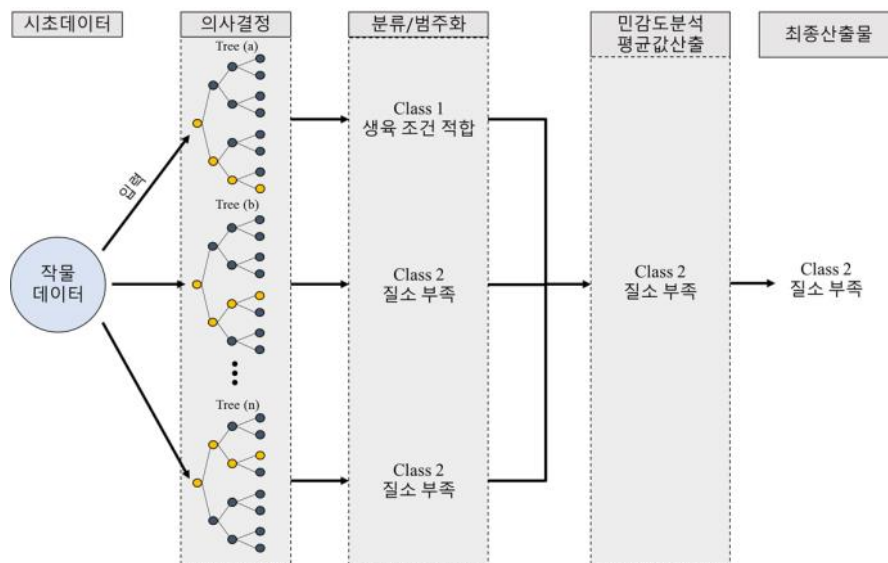 시초데이터
의사결정
분류/범주화
민감도분석
평균값산출
최종산출물
Tree (a)
Class 1
생육 조건 적합
입력
Tree (b)
작물
데이터
Class 2
질소 부족
Class 2
질소 부족
Class 2
질소 부족
Tree (n)
Class 2
질소 부족